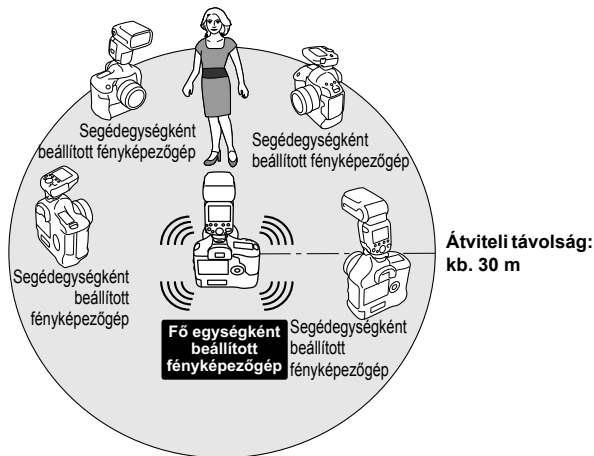 Segédegységként
beállított fényképezőgép
Segédegységként
beállított fényképezőgép
Átviteli távolság:
kb. 30 m
Segédegységként
beállított
fényképezőgép
Fő egységként
beállított
fényképezőgép
Segédegységként
beállított
fényképezőgép